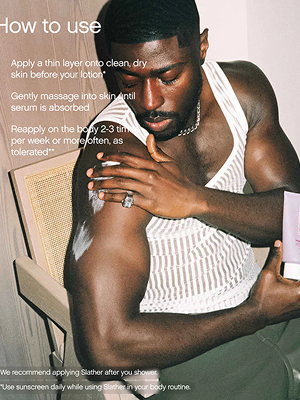 How to use
Apply a thin layer onto clean, dry
skin before your lotion*
Gently massage into skin until
serum is absorbed
Reapply on the body 2-3 times
per week or more often, as
tolerated**
We recommend applying Slather after you shower.
*Use sunscreen daily while using Slather in your body routine.